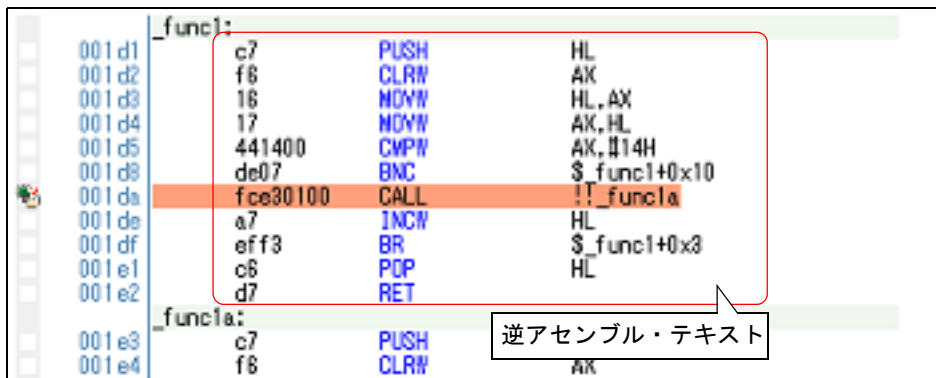 _func1:
001d1 c7 PUSH HL
001d2 f6 CLRW AX
001d3 16 MOVW HL,AX
001d4 17 MOVW AX,HL
001d5 441400 CMPW AX,#14H
001d8 de07 BNC $_func1+0x10
001da fce30100 CALL !!_func1a
001de a7 INCW HL
001df eff3 BR $_func1+0x3
001e1 c6 POP HL
001e2 d7 RET
_func1a:
001e3 c7 PUSH
001e4 f6 CLRW AX
逆アセンブル・テキスト